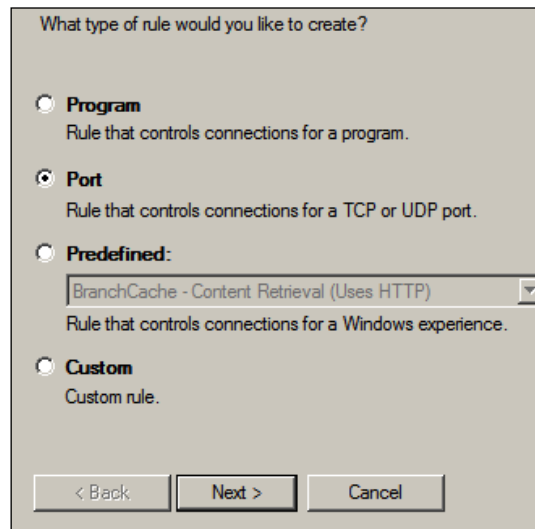 What type of rule would you like to create?
Program
Rule that controls connections for a program.
Port
Rule that controls connections for a TCP or UDP port.
Predefined:
BranchCache - Content Retrieval (Uses HTTP)
Rule that controls connections for a Windows experience.
Custom
Custom rule.
< Back Next > Cancel